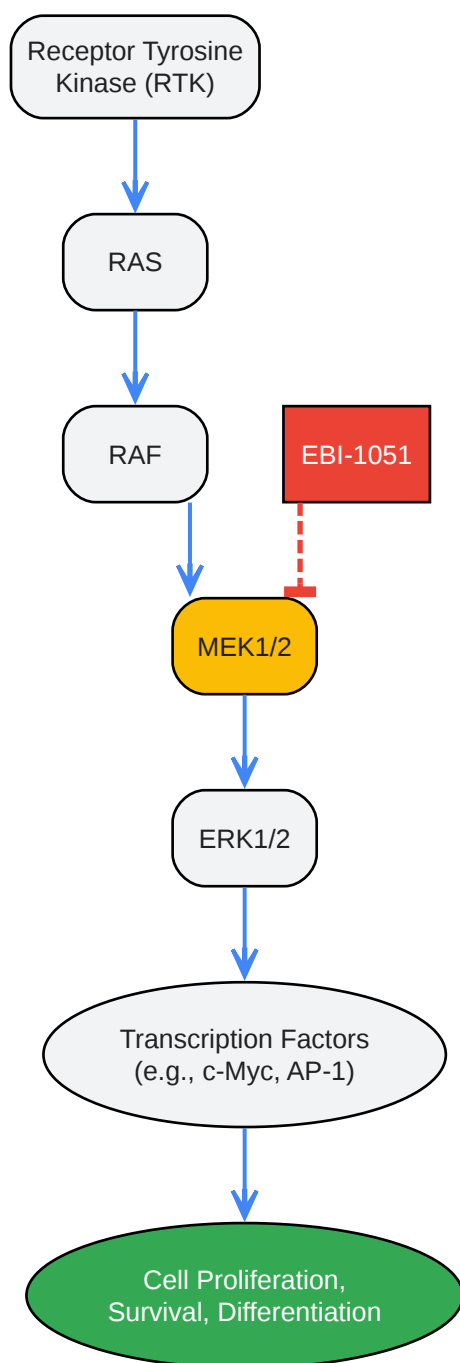 Receptor Tyrosine
Kinase (RTK)
RAS
RAF
EBI-1051
MEK1/2
ERK1/2
Transcription Factors
(e.g., c-Myc, AP-1)
Cell Proliferation,
Survival, Differentiation